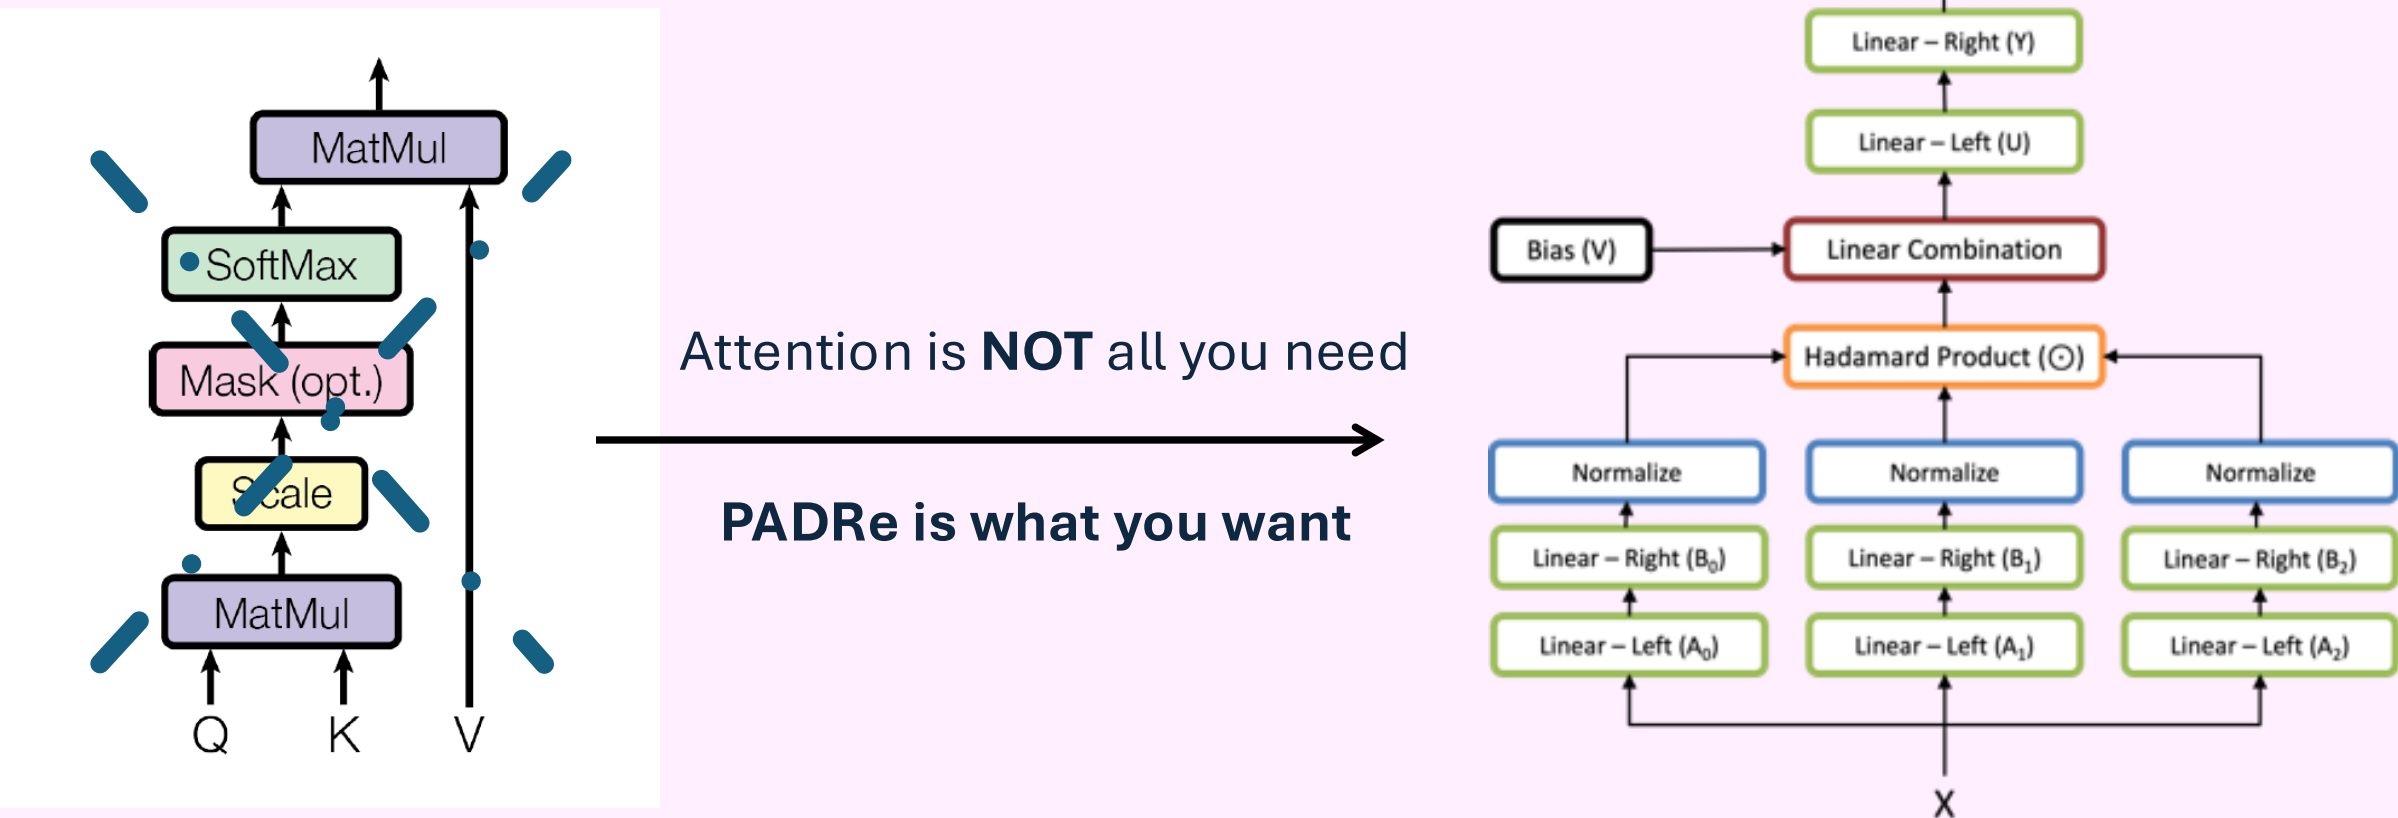 MatMul
SoftMax
Mask (opt.)
Scale
MatMul
Q K V
Attention is NOT all you need
PADRe is what you want
Linear – Right (Y)
Linear – Left (U)
Bias (V) Linear Combination
Hadamard Product (⊙)
Normalize Normalize Normalize
Linear – Right (B₀) Linear – Right (B₁) Linear – Right (B₂)
Linear – Left (A₀) Linear – Left (A₁) Linear – Left (A₂)
X